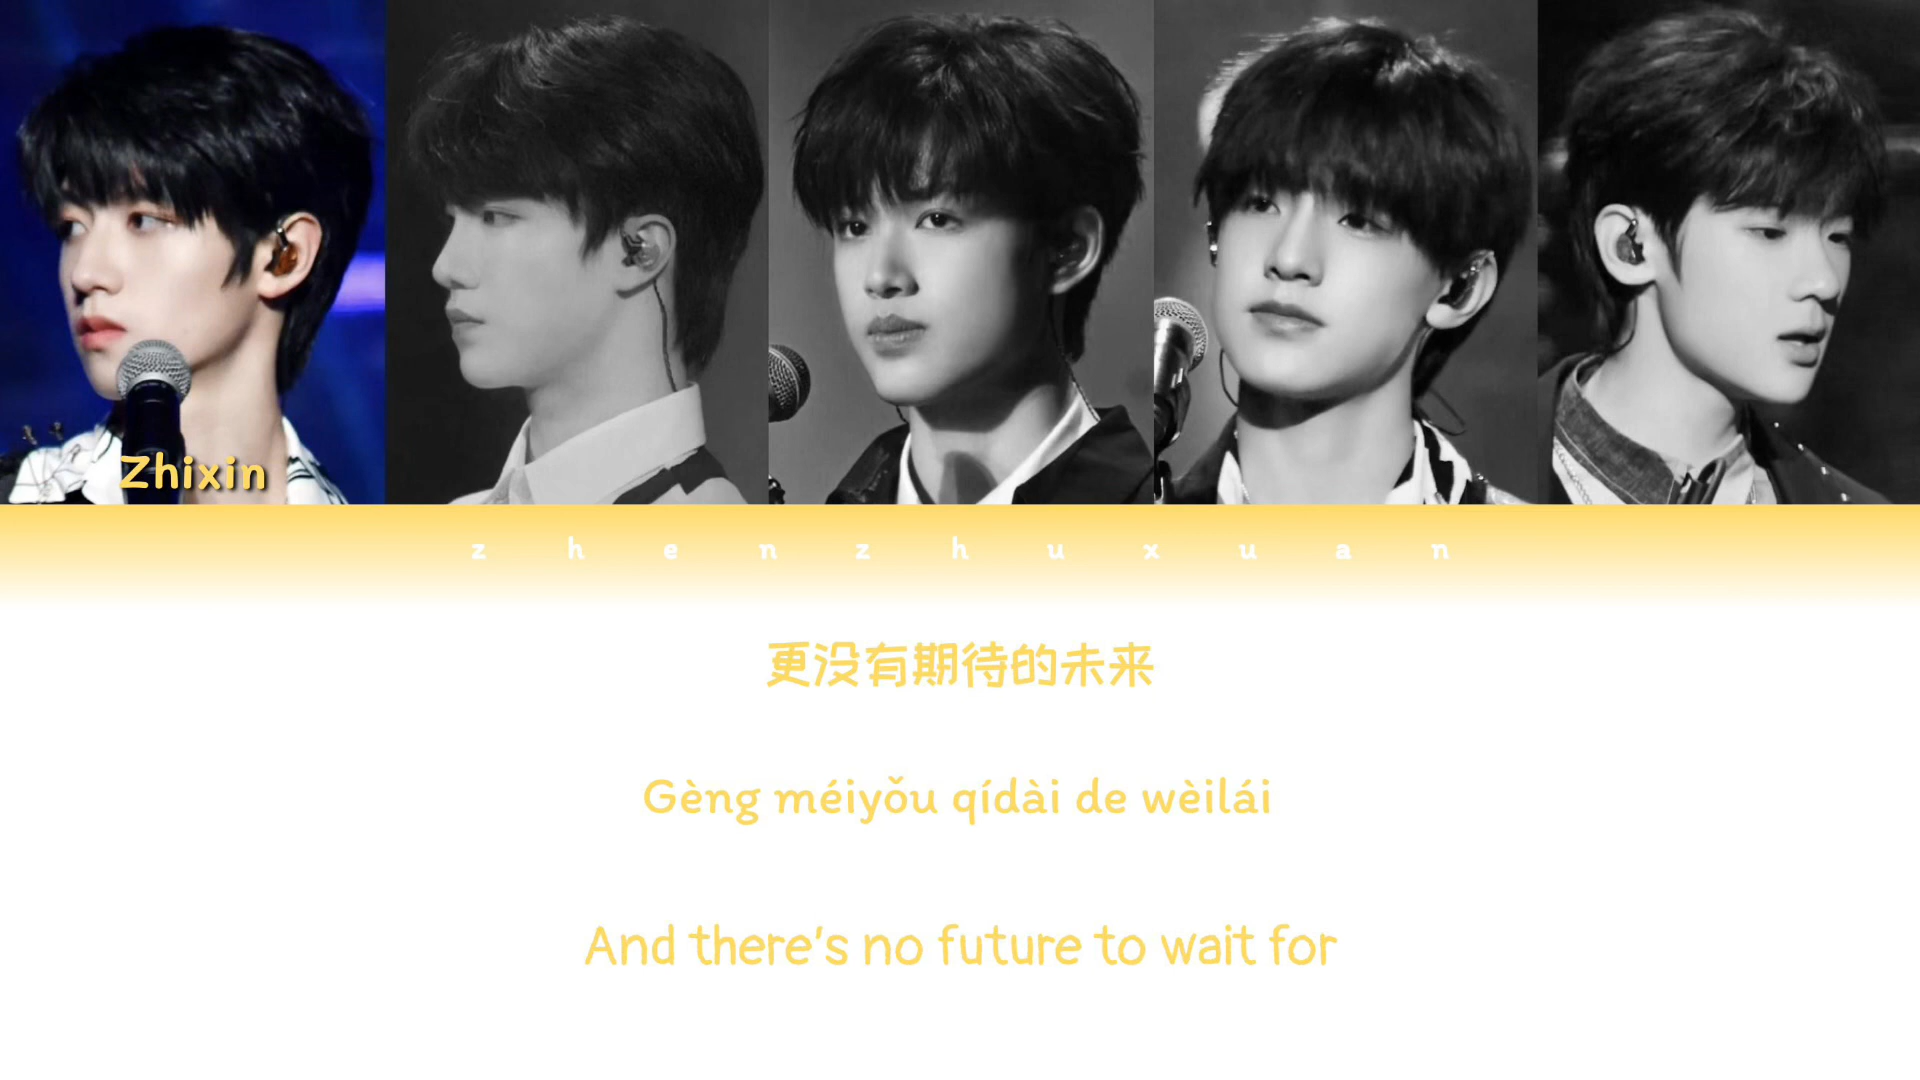 Zhixin
zhenzhuxuan
更没有期待的未来
Gèng méiyǒu qídài de wèilái
And there's no future to wait for